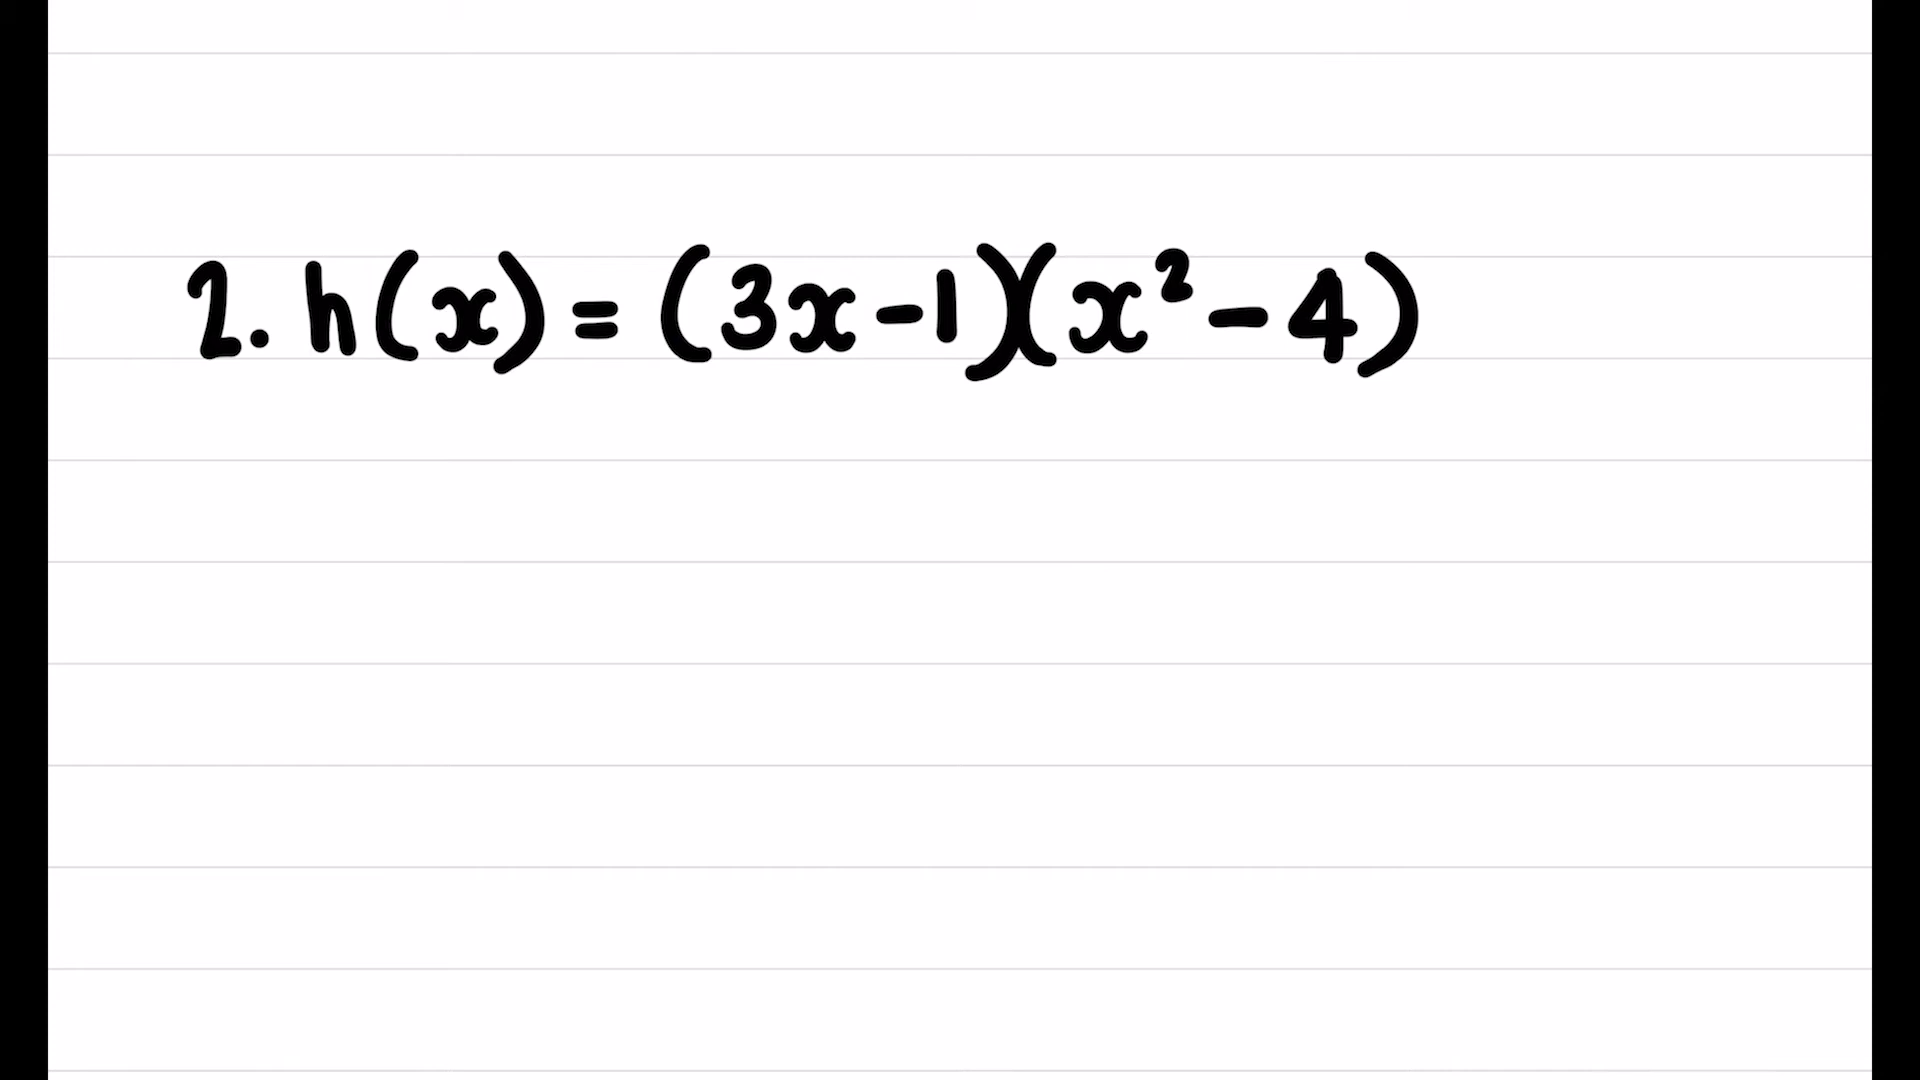 2. h(x) = (3x-1)(x²-4)